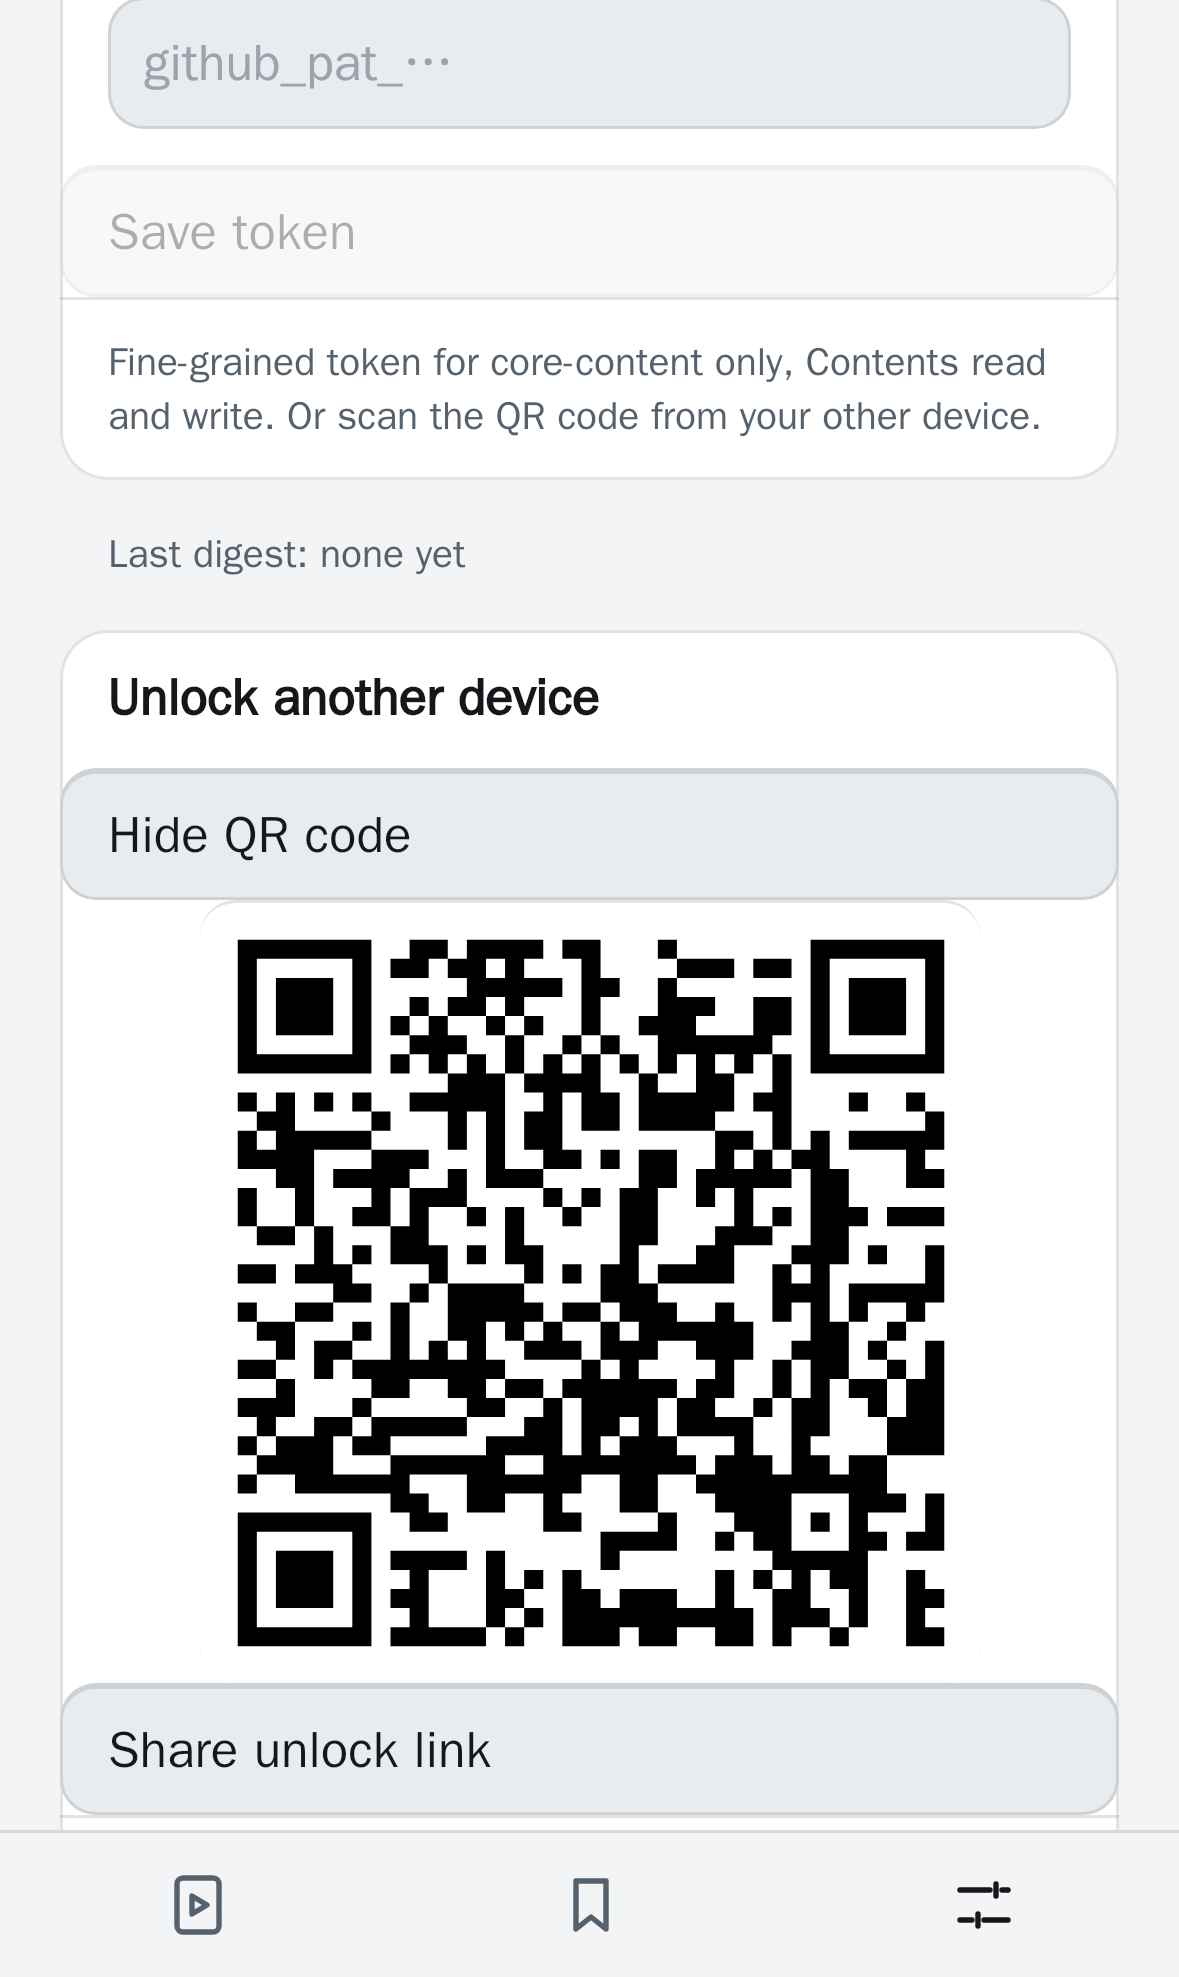 github_pat_···
Save token
Fine-grained token for core-content only, Contents read
and write. Or scan the QR code from your other device.
Last digest: none yet
Unlock another device
Hide QR code
Share unlock link